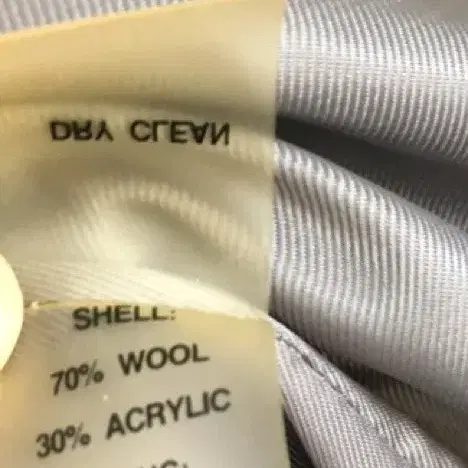 DRY CLEAN
SHELL:
70% WOOL
30% ACRYLIC